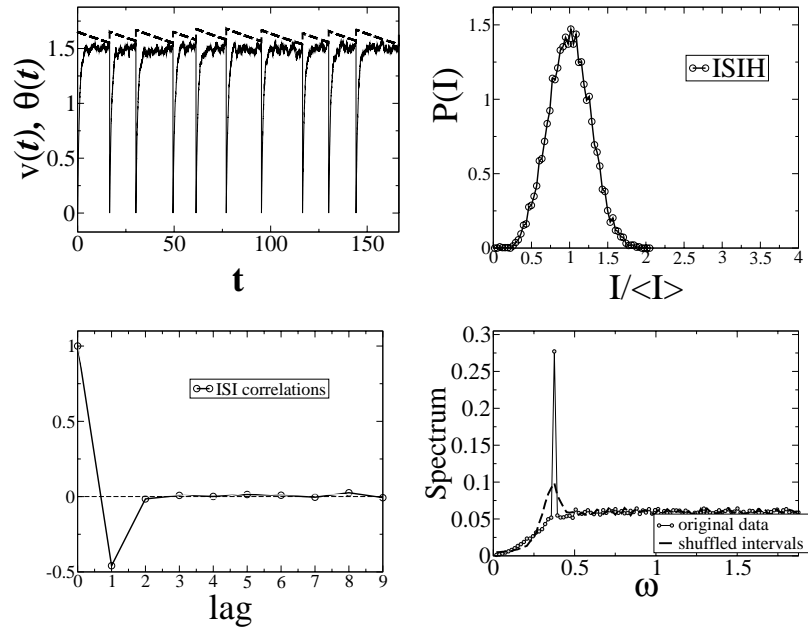 v(t), θ(t)
1.5
1
0.5
0
0 50 100 150
t
P(I)
1.5
1.0
0.5
0
0 0.5 1 1.5 2 2.5 3 3.5 4
I/<I>
ISIH
1
0.5
0
-0.5
0 1 2 3 4 5 6 7 8 9
lag
ISI correlations
Spectrum
0.3
0.25
0.2
0.15
0.1
0.05
0
0 0.5 1 1.5
ω
original data
shuffled intervals